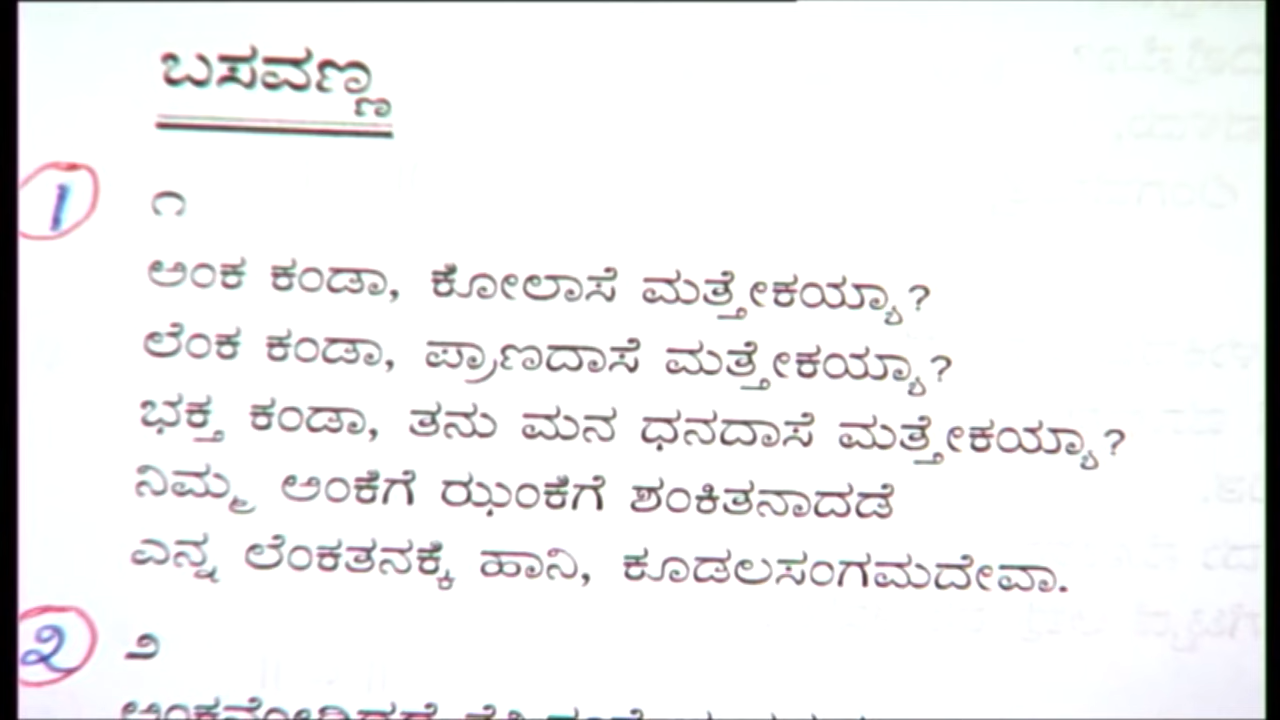 ಬಸವಣ್ಣ
1 ೧
ಅಂಕ ಕಂಡಾ, ಕೋಲಾಸೆ ಮತ್ತೇಕಯ್ಯಾ?
ಲೆಂಕ ಕಂಡಾ, ಪ್ರಾಣದಾಸೆ ಮತ್ತೇಕಯ್ಯಾ?
ಭಕ್ತ ಕಂಡಾ, ತನು ಮನ ಧನದಾಸೆ ಮತ್ತೇಕಯ್ಯಾ?
ನಿಮ್ಮ ಅಂಕೆಗೆ ಝಂಕೆಗೆ ಶಂಕಿತನಾದಡೆ
ಎನ್ನ ಲೆಂಕತನಕ್ಕೆ ಹಾನಿ, ಕೂಡಲಸಂಗಮದೇವಾ.
2 ೨